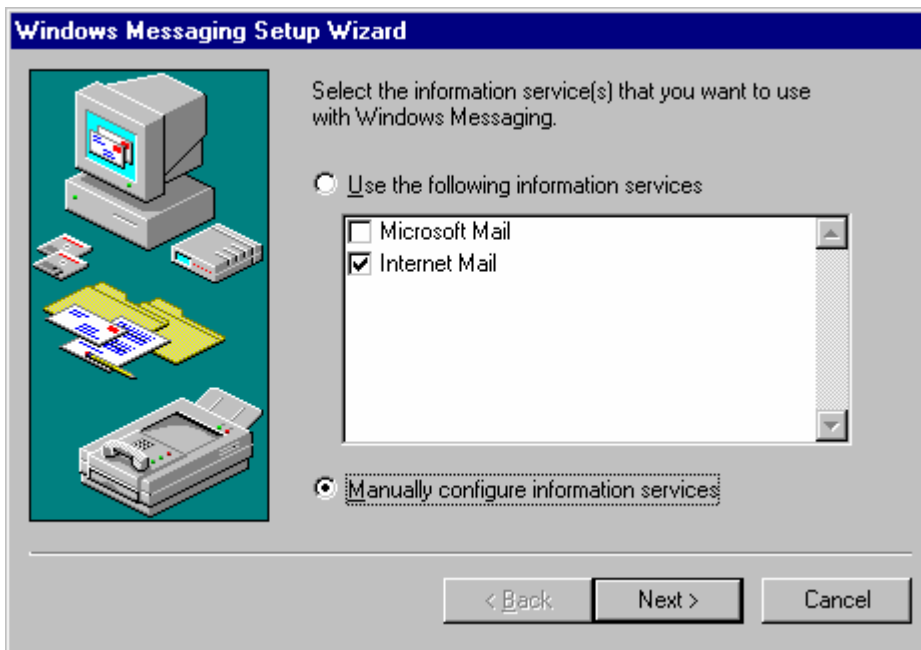 Windows Messaging Setup Wizard
Select the information service(s) that you want to use
with Windows Messaging.
Use the following information services
Microsoft Mail
Internet Mail
Manually configure information services
< Back
Next >
Cancel